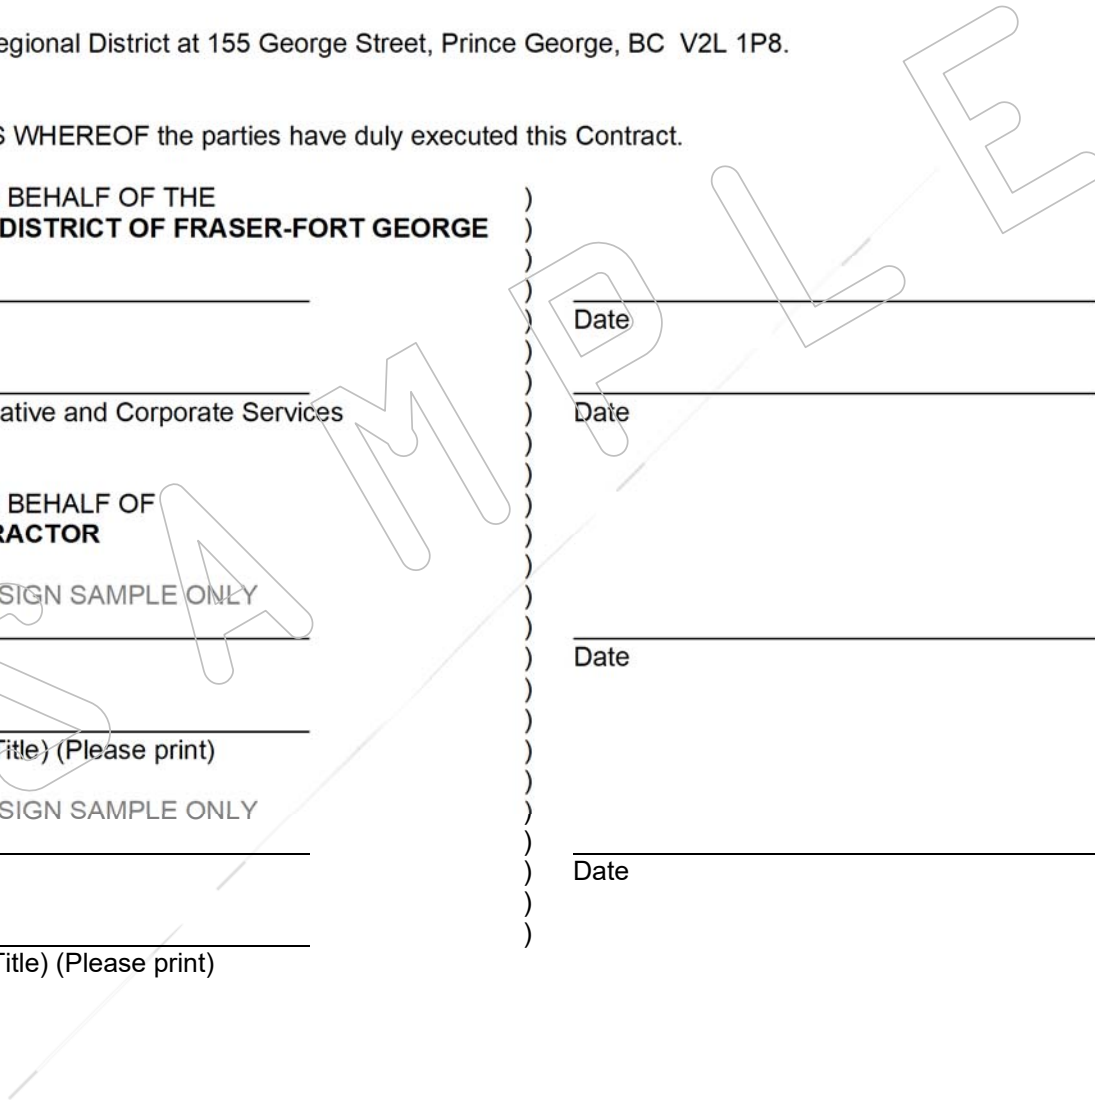 egional District at 155 George Street, Prince George, BC V2L 1P8.
S WHEREOF the parties have duly executed this Contract.
BEHALF OF THE )
DISTRICT OF FRASER-FORT GEORGE )
)
)
) Date
)
)
ative and Corporate Services ) Date
)
)
BEHALF OF )
RACTOR )
)
SIGN SAMPLE ONLY )
)
) Date
)
)
Title) (Please print) )
)
SIGN SAMPLE ONLY )
)
) Date
)
)
Title) (Please print)
SAMPLE